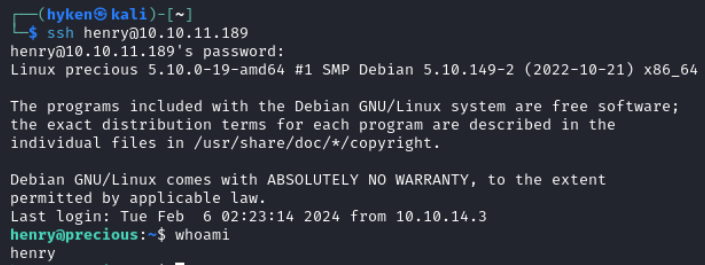 ┌──(hyken㉿kali)-[~]
└─$ ssh henry@10.10.11.189
henry@10.10.11.189's password:
Linux precious 5.10.0-19-amd64 #1 SMP Debian 5.10.149-2 (2022-10-21) x86_64
The programs included with the Debian GNU/Linux system are free software;
the exact distribution terms for each program are described in the
individual files in /usr/share/doc/*/copyright.
Debian GNU/Linux comes with ABSOLUTELY NO WARRANTY, to the extent
permitted by applicable law.
Last login: Tue Feb  6 02:23:14 2024 from 10.10.14.3
henry@precious:~$ whoami
henry